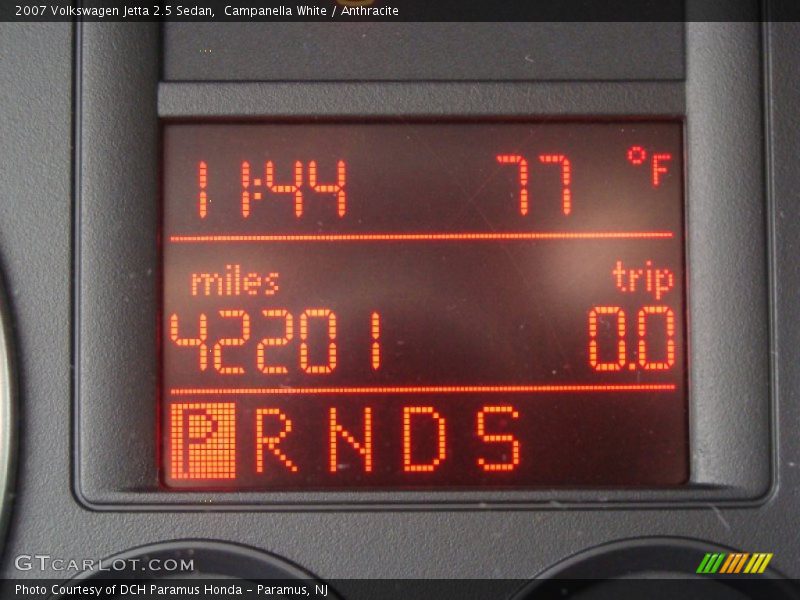 2007 Volkswagen Jetta 2.5 Sedan,  Campanella White / Anthracite
11:44 77 °F
miles trip
42201 0.0
P R N D S
GTCARLOT.COM
Photo Courtesy of DCH Paramus Honda - Paramus, NJ